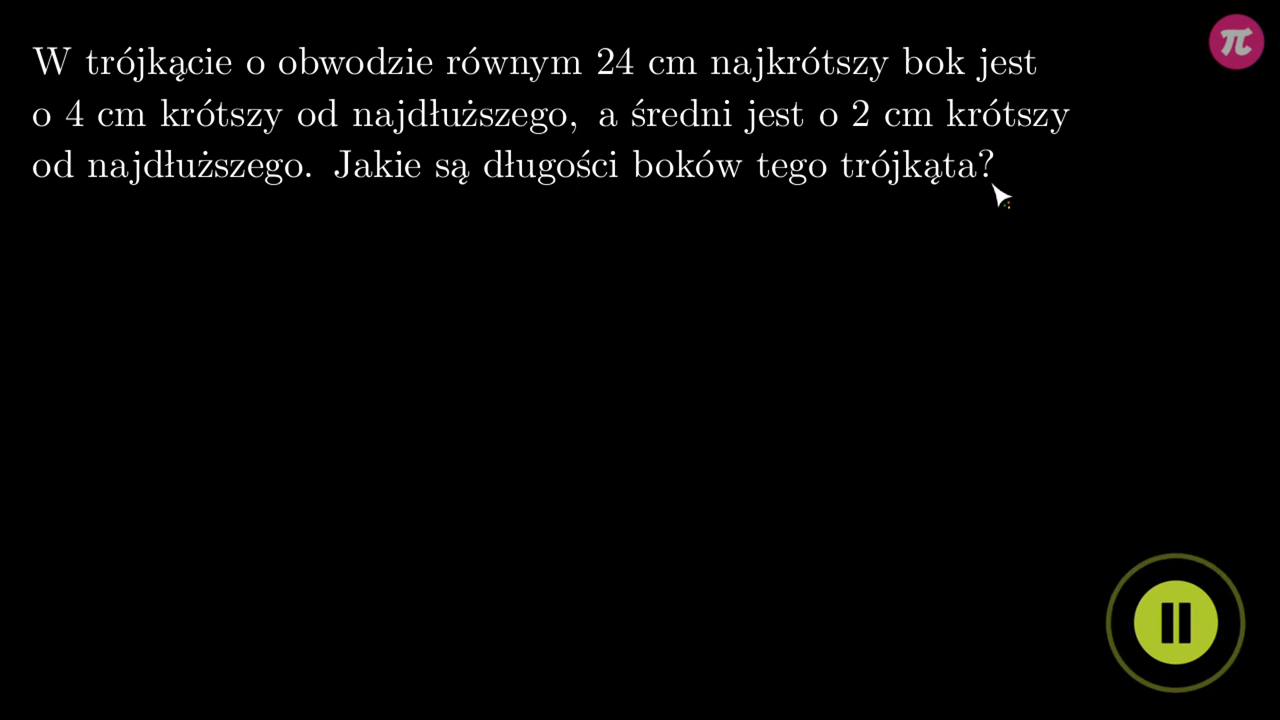 W trójkącie o obwodzie równym 24 cm najkrótszy bok jest
o 4 cm krótszy od najdłuższego, a średni jest o 2 cm krótszy
od najdłuższego. Jakie są długości boków tego trójkąta?
π